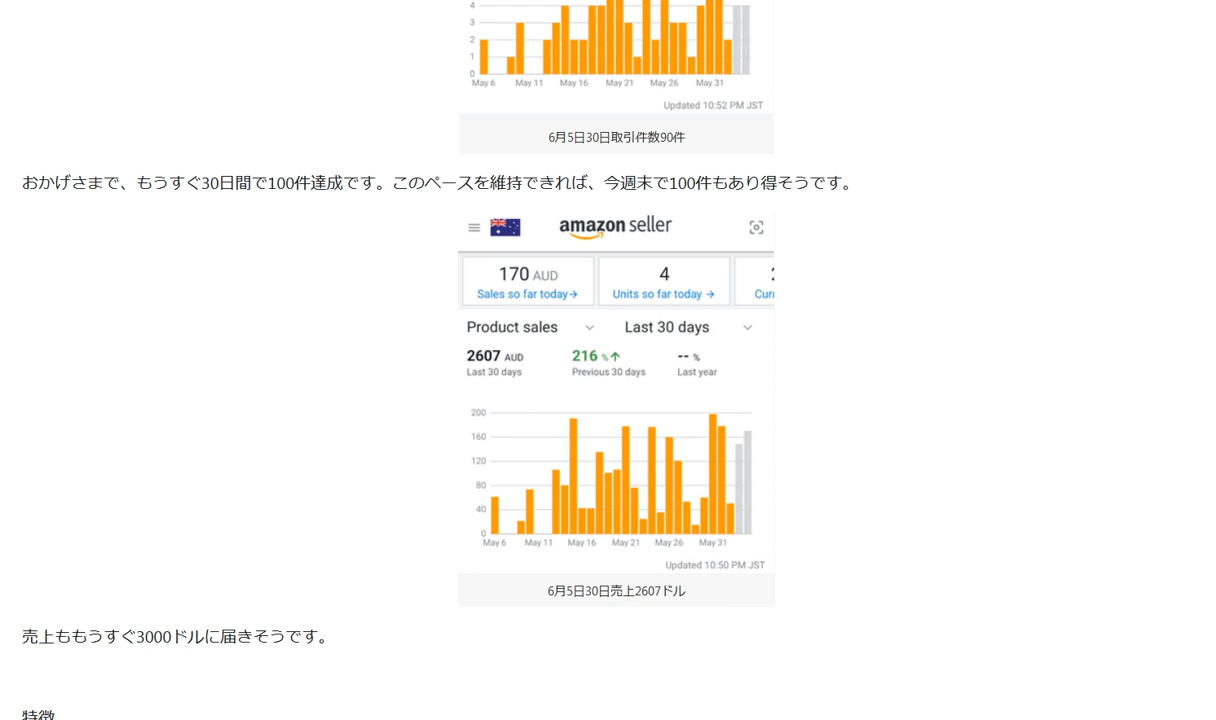 4
3
2
1
0
May 6 May 11 May 16 May 21 May 26 May 31
Updated 10:52 PM JST
6月5日30日取引件数90件
おかげさまで、もうすぐ30日間で100件達成です。このペースを維持できれば、今週末で100件もあり得そうです。
amazon seller
170 AUD 4
Sales so far today→ Units so far today → Curr
Product sales Last 30 days
2607 AUD 216 %↑ -- %
Last 30 days Previous 30 days Last year
200
160
120
80
40
0
May 6 May 11 May 16 May 21 May 26 May 31
Updated 10:50 PM JST
6月5日30日売上2607ドル
売上ももうすぐ3000ドルに届きそうです。
特徴